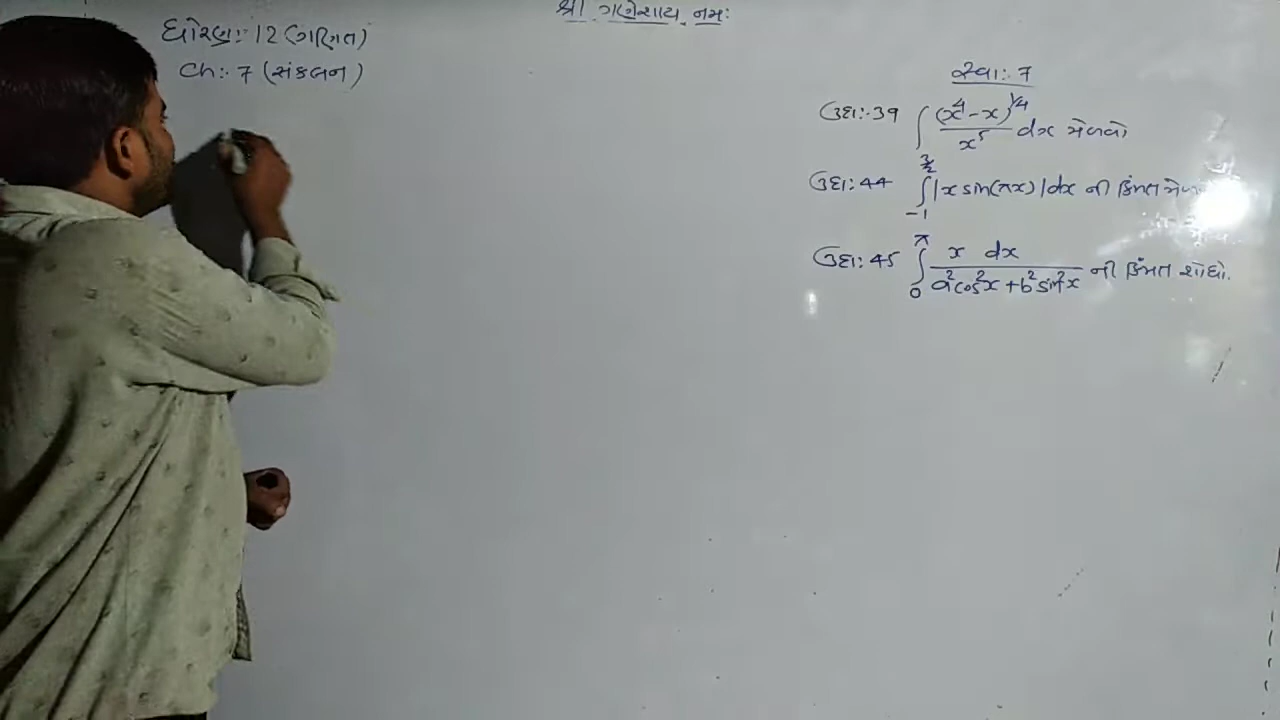 શ્રી ગણેશાય નમઃ
ધોરણઃ- 12 (ગણિત)
Ch:- 7 (સંકલન)
સ્વાઃ- 7
ઉદાઃ-39 ∫ (x⁴-x)^1/4 / x⁵ dx મેળવો
ઉદાઃ 44 ∫_{-1}^{3/2} |x sin(πx)|dx ની કિંમત
ઉદાઃ 45 ∫_{0}^{π} x dx / a²cos²x + b²sin²x ની કિંમત શોધો.